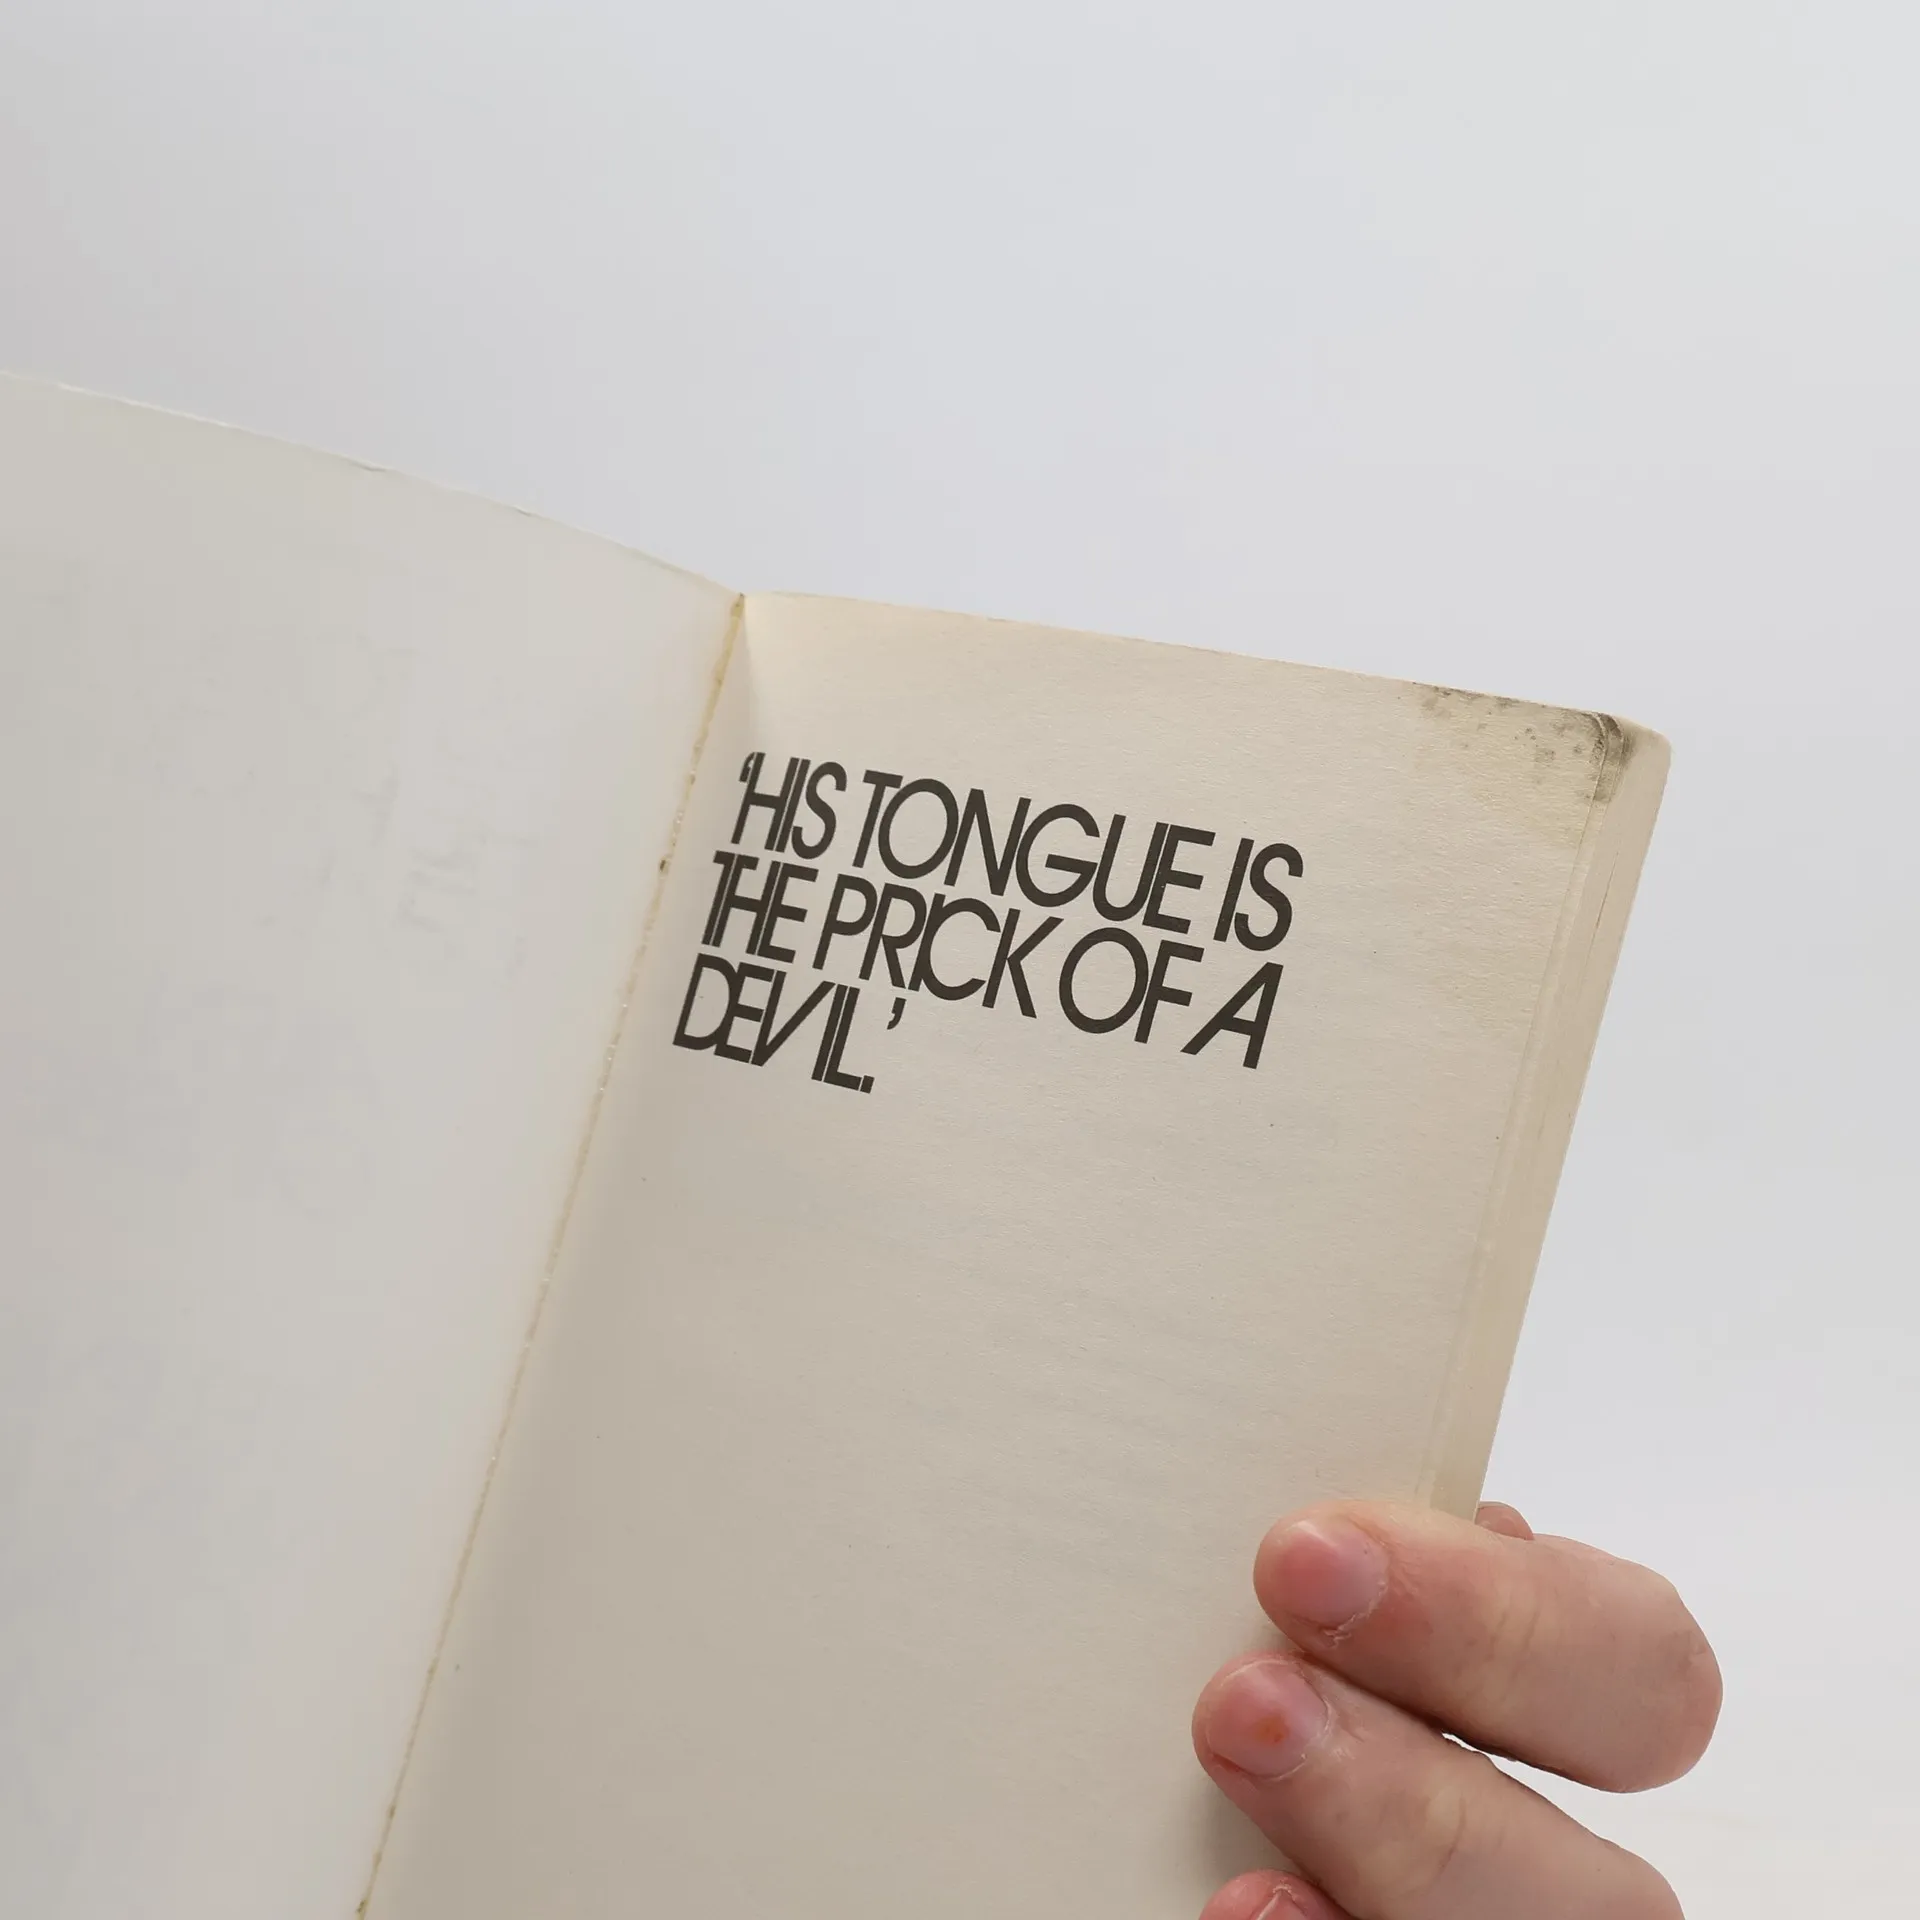 ‘HIS TONGUE IS
THE PRICK OF A
DEVIL.’